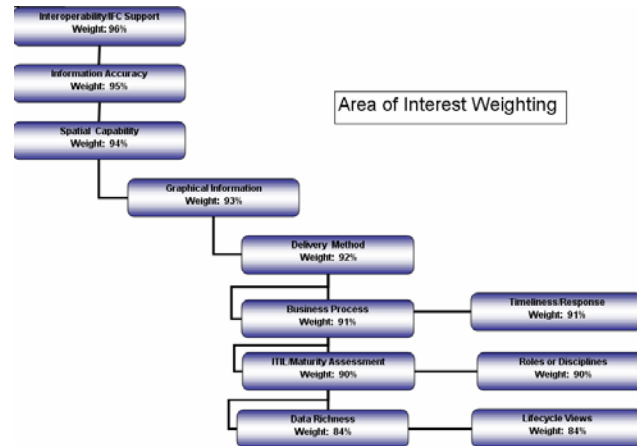 Interoperability/IFC Support
Weight: 96%
Information Accuracy
Weight: 95%
Area of Interest Weighting
Spatial Capability
Weight: 94%
Graphical Information
Weight: 93%
Delivery Method
Weight: 92%
Business Process
Weight: 91%
Timeliness/Response
Weight: 91%
ITIL/Maturity Assessment
Weight: 90%
Roles or Disciplines
Weight: 90%
Data Richness
Weight: 84%
Lifecycle Views
Weight: 84%